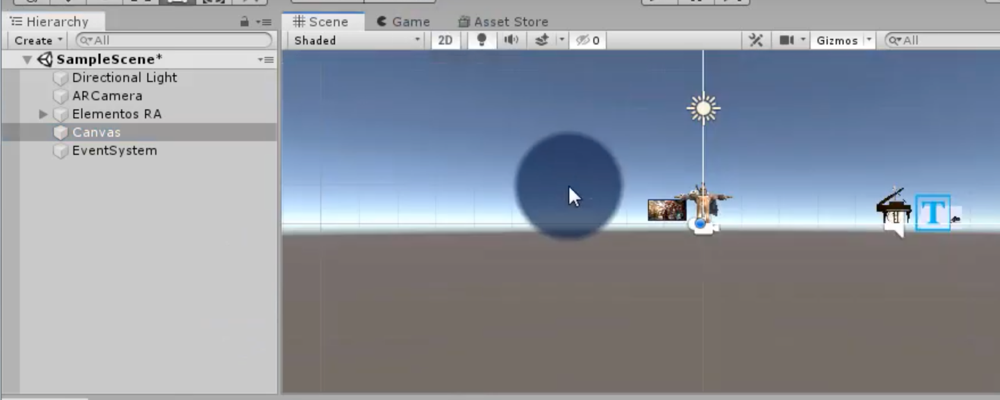 Hierarchy
Scene
Game
Asset Store
Create
All
Shaded
2D
0
Gizmos
All
SampleScene*
Directional Light
ARCamera
Elementos RA
Canvas
EventSystem
T